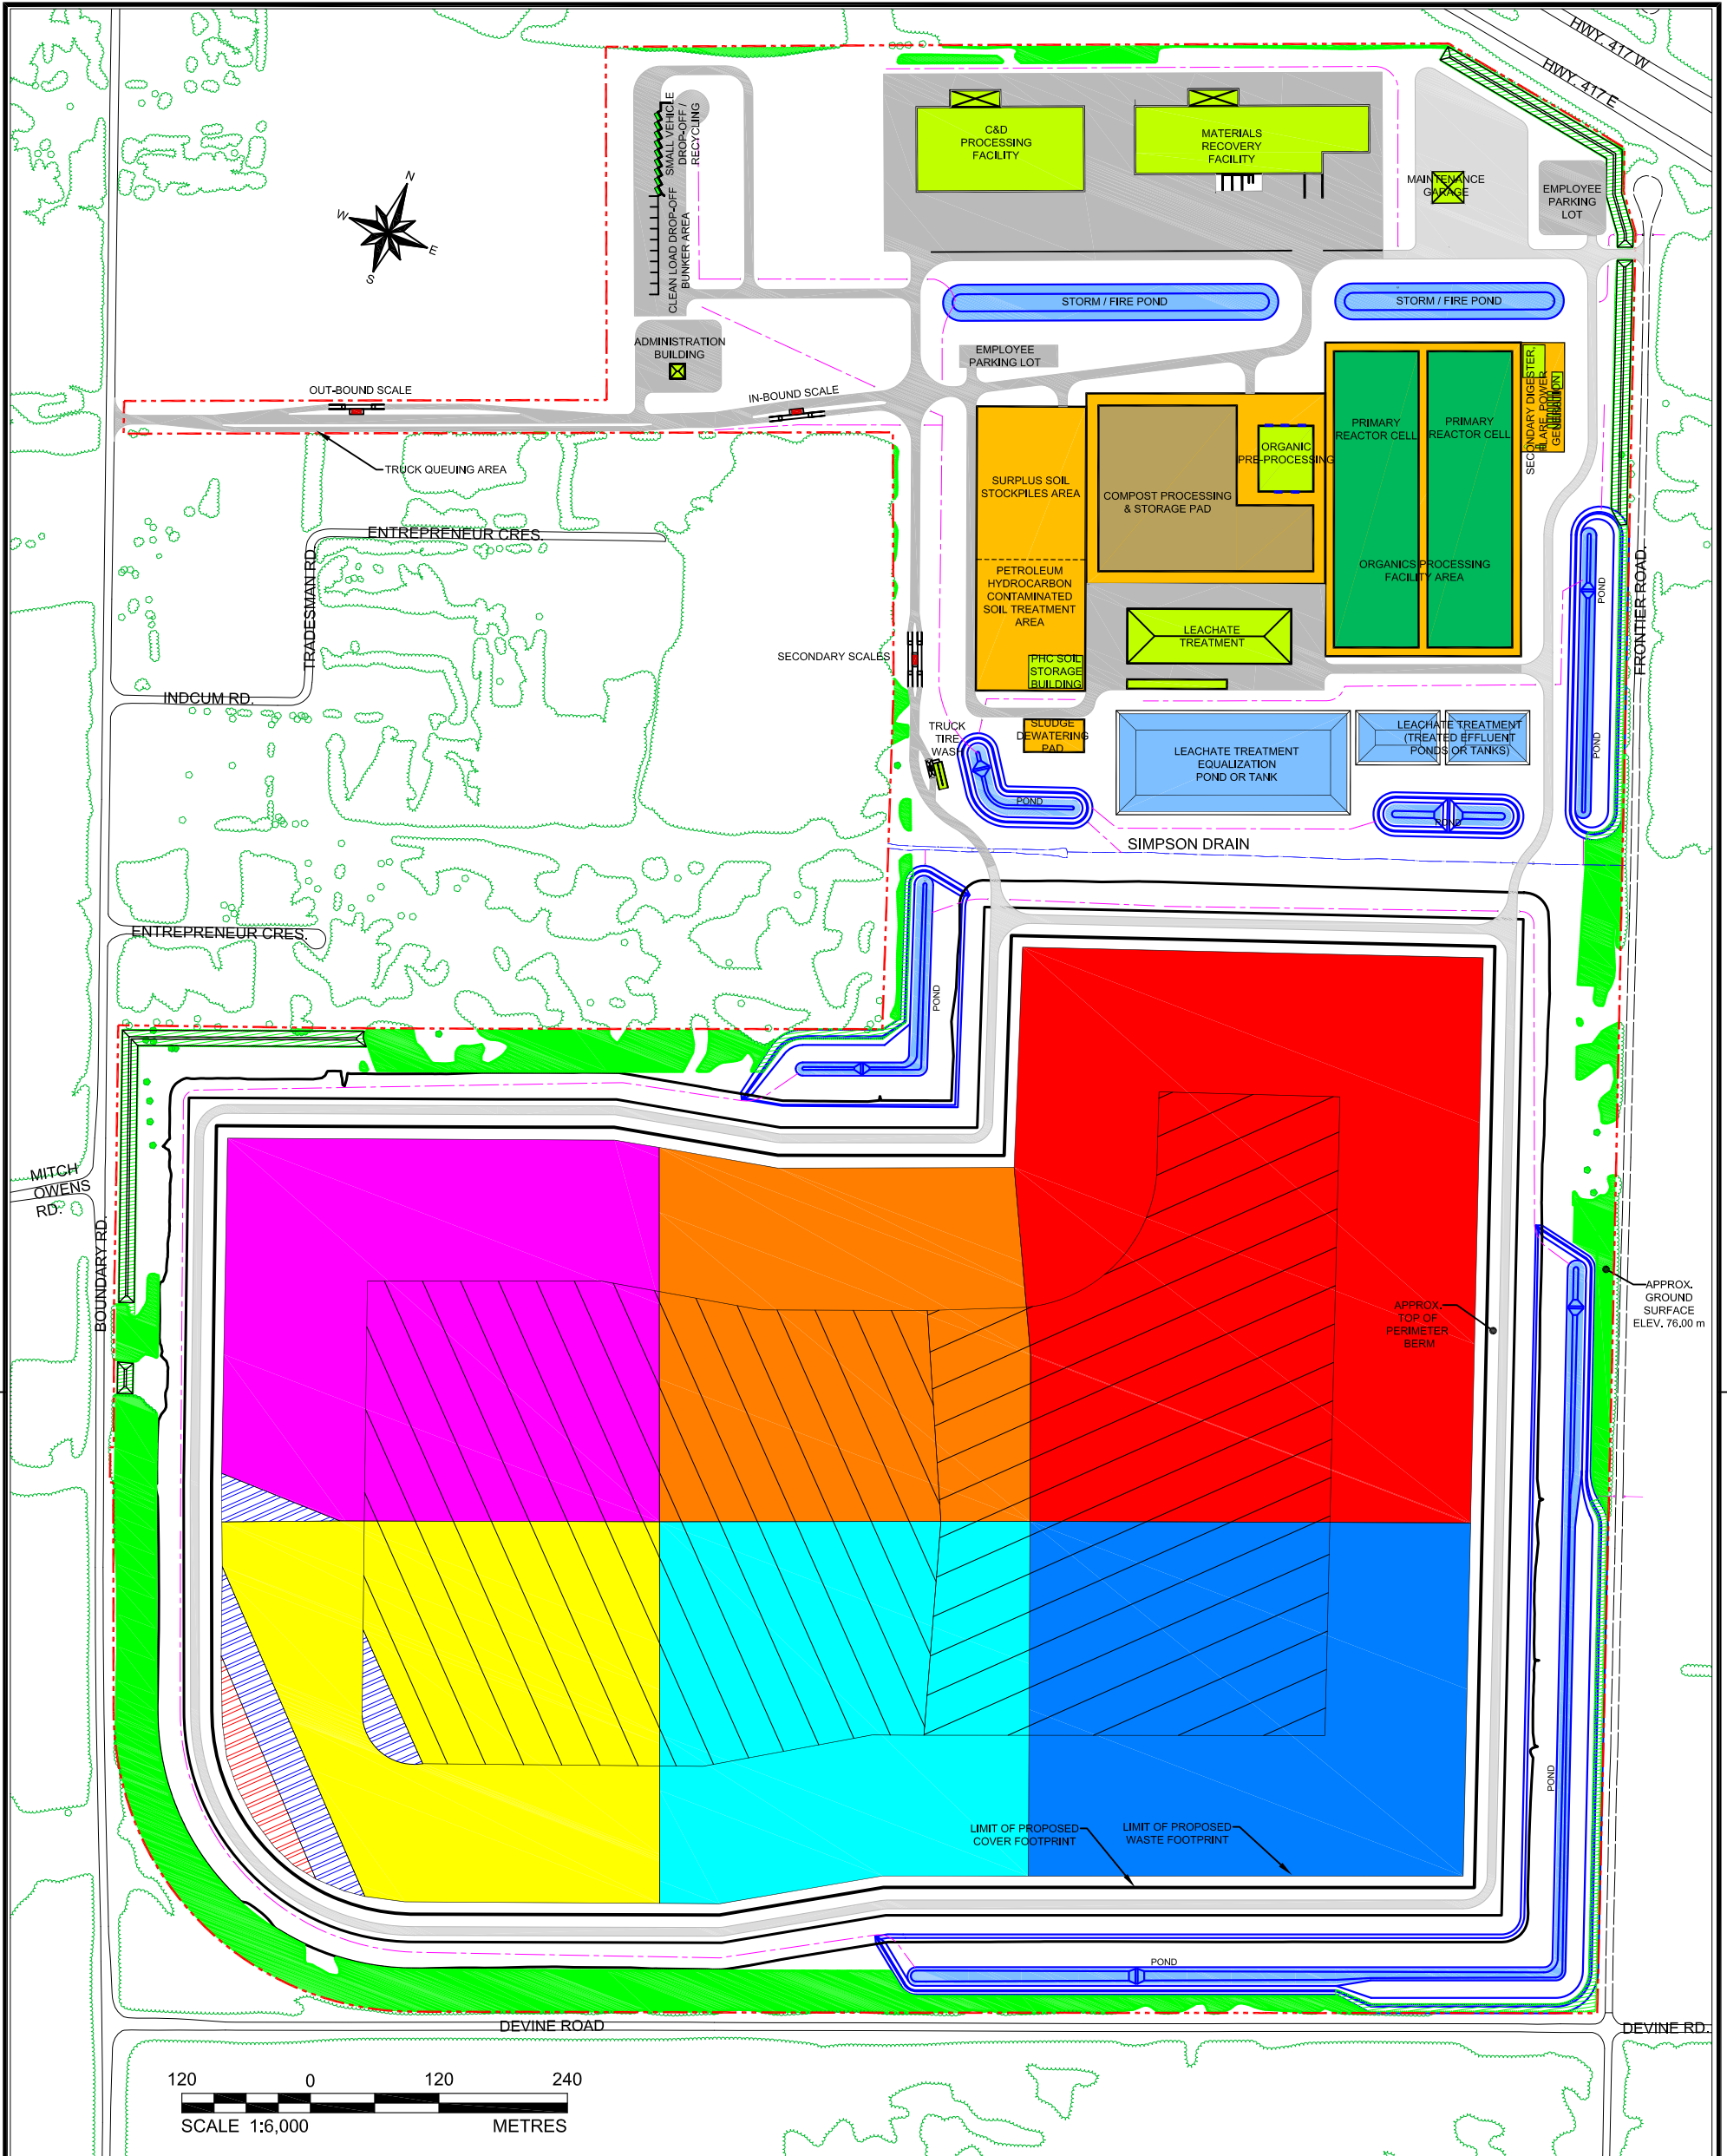 HWY. 417 W
HWY. 417 E
N
W
E
S
SMALL VEHICLE
DROP-OFF /
RECYCLING
CLEAN LOAD DROP-OFF
BUNKER AREA
C&D
PROCESSING
FACILITY
MATERIALS
RECOVERY
FACILITY
MAINTENANCE
GARAGE
EMPLOYEE
PARKING
LOT
STORM / FIRE POND
STORM / FIRE POND
ADMINISTRATION
BUILDING
EMPLOYEE
PARKING LOT
OUT-BOUND SCALE
IN-BOUND SCALE
TRUCK QUEUING AREA
SURPLUS SOIL
STOCKPILES AREA
COMPOST PROCESSING
& STORAGE PAD
ORGANIC
PRE-PROCESSING
PRIMARY
REACTOR CELL
PRIMARY
REACTOR CELL
SECONDARY DIGESTER,
FLARE, POWER
GENERATION
ORGANICS PROCESSING
FACILITY AREA
PETROLEUM
HYDROCARBON
CONTAMINATED
SOIL TREATMENT
AREA
PHC SOIL
STORAGE
BUILDING
LEACHATE
TREATMENT
ENTREPRENEUR CRES.
TRADESMAN RD
INDCUM RD.
SECONDARY SCALES
TRUCK
TIRE
WASH
SLUDGE
DEWATERING
PAD
LEACHATE TREATMENT
EQUALIZATION
POND OR TANK
LEACHATE TREATMENT
(TREATED EFFLUENT
PONDS OR TANKS)
POND
POND
POND
POND
FRONTIER ROAD.
SIMPSON DRAIN
ENTREPRENEUR CRES.
POND
MITCH
OWENS
RD.
BOUNDARY RD.
APPROX.
TOP OF
PERIMETER
BERM
APPROX.
GROUND
SURFACE
ELEV. 76.00 m
LIMIT OF PROPOSED
COVER FOOTPRINT
LIMIT OF PROPOSED
WASTE FOOTPRINT
POND
POND
DEVINE ROAD
DEVINE RD.
120 0 120 240
SCALE 1:6,000 METRES